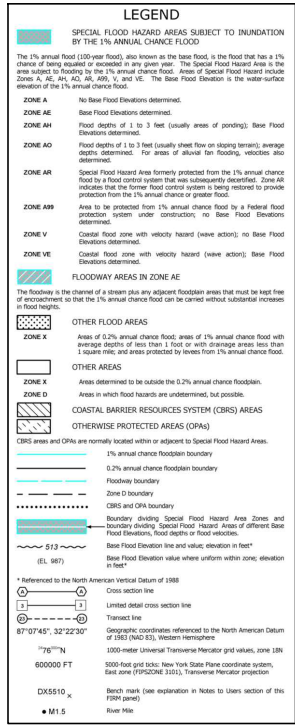 LEGEND
SPECIAL FLOOD HAZARD AREAS SUBJECT TO INUNDATION
BY THE 1% ANNUAL CHANCE FLOOD
The 1% annual flood (100-year flood), also known as the base flood, is the flood that has a 1%
chance of being equaled or exceeded in any given year. The Special Flood Hazard Area is the
area subject to flooding by the 1% annual chance flood. Areas of Special Flood Hazard include
Zones A, AE, AH, AO, AR, A99, V, and VE. The Base Flood Elevation is the water-surface
elevation of the 1% annual chance flood.
ZONE A No Base Flood Elevations determined.
ZONE AE Base Flood Elevations determined.
ZONE AH Flood depths of 1 to 3 feet (usually areas of ponding); Base Flood
Elevations determined.
ZONE AO Flood depths of 1 to 3 feet (usually sheet flow on sloping terrain); average
depths determined. For areas of alluvial fan flooding, velocities also
determined.
ZONE AR Special Flood Hazard Area formerly protected from the 1% annual chance
flood by a flood control system that was subsequently decertified. Zone AR
indicates that the former flood control system is being restored to provide
protection from the 1% annual chance or greater flood.
ZONE A99 Area to be protected from 1% annual chance flood by a Federal flood
protection system under construction; no Base Flood Elevations
determined.
ZONE V Coastal flood zone with velocity hazard (wave action); no Base Flood
Elevations determined.
ZONE VE Coastal flood zone with velocity hazard (wave action); Base Flood
Elevations determined.
FLOODWAY AREAS IN ZONE AE
The floodway is the channel of a stream plus any adjacent floodplain areas that must be kept free
of encroachment so that the 1% annual chance flood can be carried without substantial increases
in flood heights.
OTHER FLOOD AREAS
ZONE X Areas of 0.2% annual chance flood; areas of 1% annual chance flood with
average depths of less than 1 foot or with drainage areas less than
1 square mile; and areas protected by levees from 1% annual chance flood.
OTHER AREAS
ZONE X Areas determined to be outside the 0.2% annual chance floodplain.
ZONE D Areas in which flood hazards are undetermined, but possible.
COASTAL BARRIER RESOURCES SYSTEM (CBRS) AREAS
OTHERWISE PROTECTED AREAS (OPAs)
CBRS areas and OPAs are normally located within or adjacent to Special Flood Hazard Areas.
1% annual chance floodplain boundary
0.2% annual chance floodplain boundary
Floodway boundary
Zone D boundary
CBRS and OPA boundary
Boundary dividing Special Flood Hazard Area Zones and
boundary dividing Special Flood Hazard Areas of different Base
Flood Elevations, flood depths or flood velocities.
513 Base Flood Elevation line and value; elevation in feet*
(EL 987) Base Flood Elevation value where uniform within zone; elevation
in feet*
* Referenced to the North American Vertical Datum of 1988
A A Cross section line
3 3 Limited detail cross section line
23 23 Transect line
87°07'45", 32°22'30" Geographic coordinates referenced to the North American Datum
of 1983 (NAD 83), Western Hemisphere
76 1000-meter Universal Transverse Mercator grid values, zone 18N
600000 FT 5000-foot grid ticks: New York State Plane coordinate system,
East zone (FIPSZONE 3101), Transverse Mercator projection
DX5510 × Bench mark (see explanation in Notes to Users section of this
FIRM panel)
● M1.5 River Mile